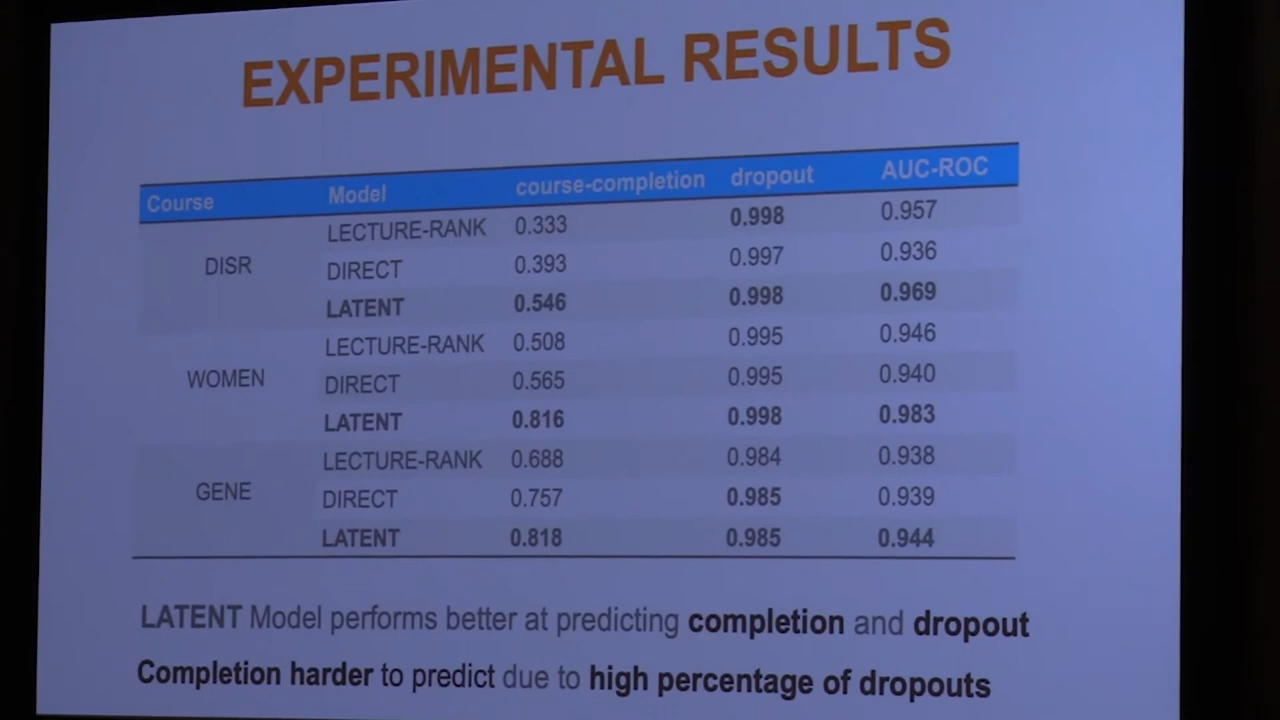 EXPERIMENTAL RESULTS
Course Model course-completion dropout AUC-ROC
LECTURE-RANK 0.333 0.998 0.957
DISR DIRECT 0.393 0.997 0.936
LATENT 0.546 0.998 0.969
LECTURE-RANK 0.508 0.995 0.946
WOMEN DIRECT 0.565 0.995 0.940
LATENT 0.816 0.998 0.983
LECTURE-RANK 0.688 0.984 0.938
GENE DIRECT 0.757 0.985 0.939
LATENT 0.818 0.985 0.944
LATENT Model performs better at predicting completion and dropout
Completion harder to predict due to high percentage of dropouts